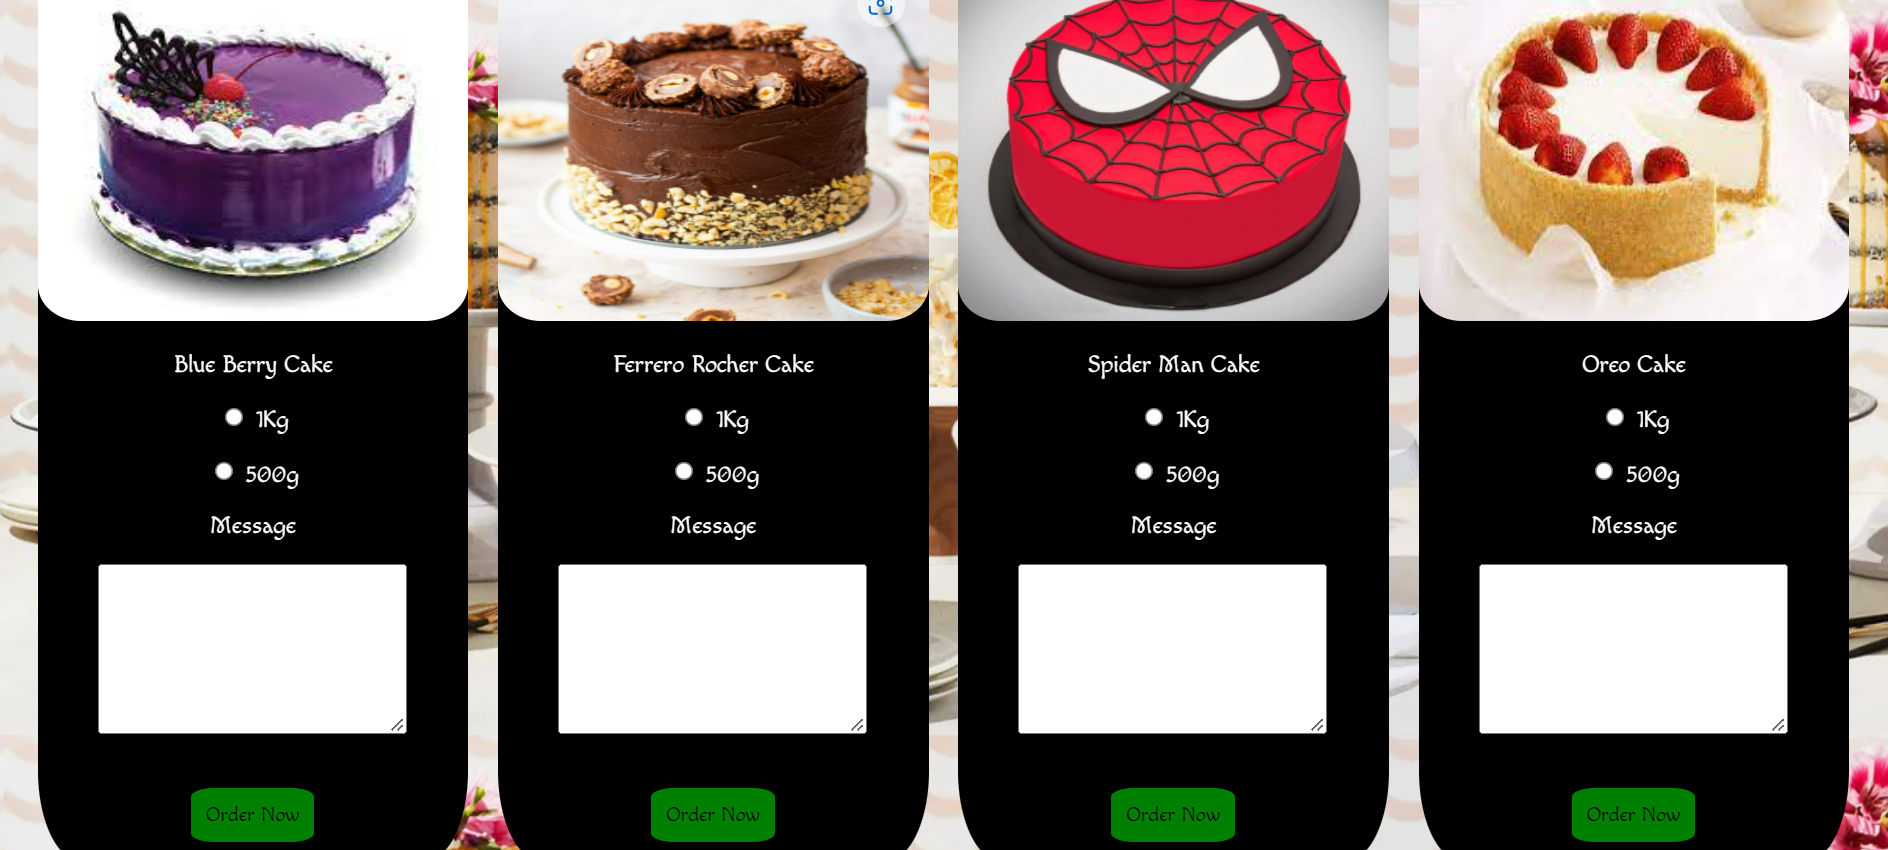 Blue Berry Cake
1Kg
500g
Message
Order Now
Ferrero Rocher Cake
1Kg
500g
Message
Order Now
Spider Man Cake
1Kg
500g
Message
Order Now
Oreo Cake
1Kg
500g
Message
Order Now